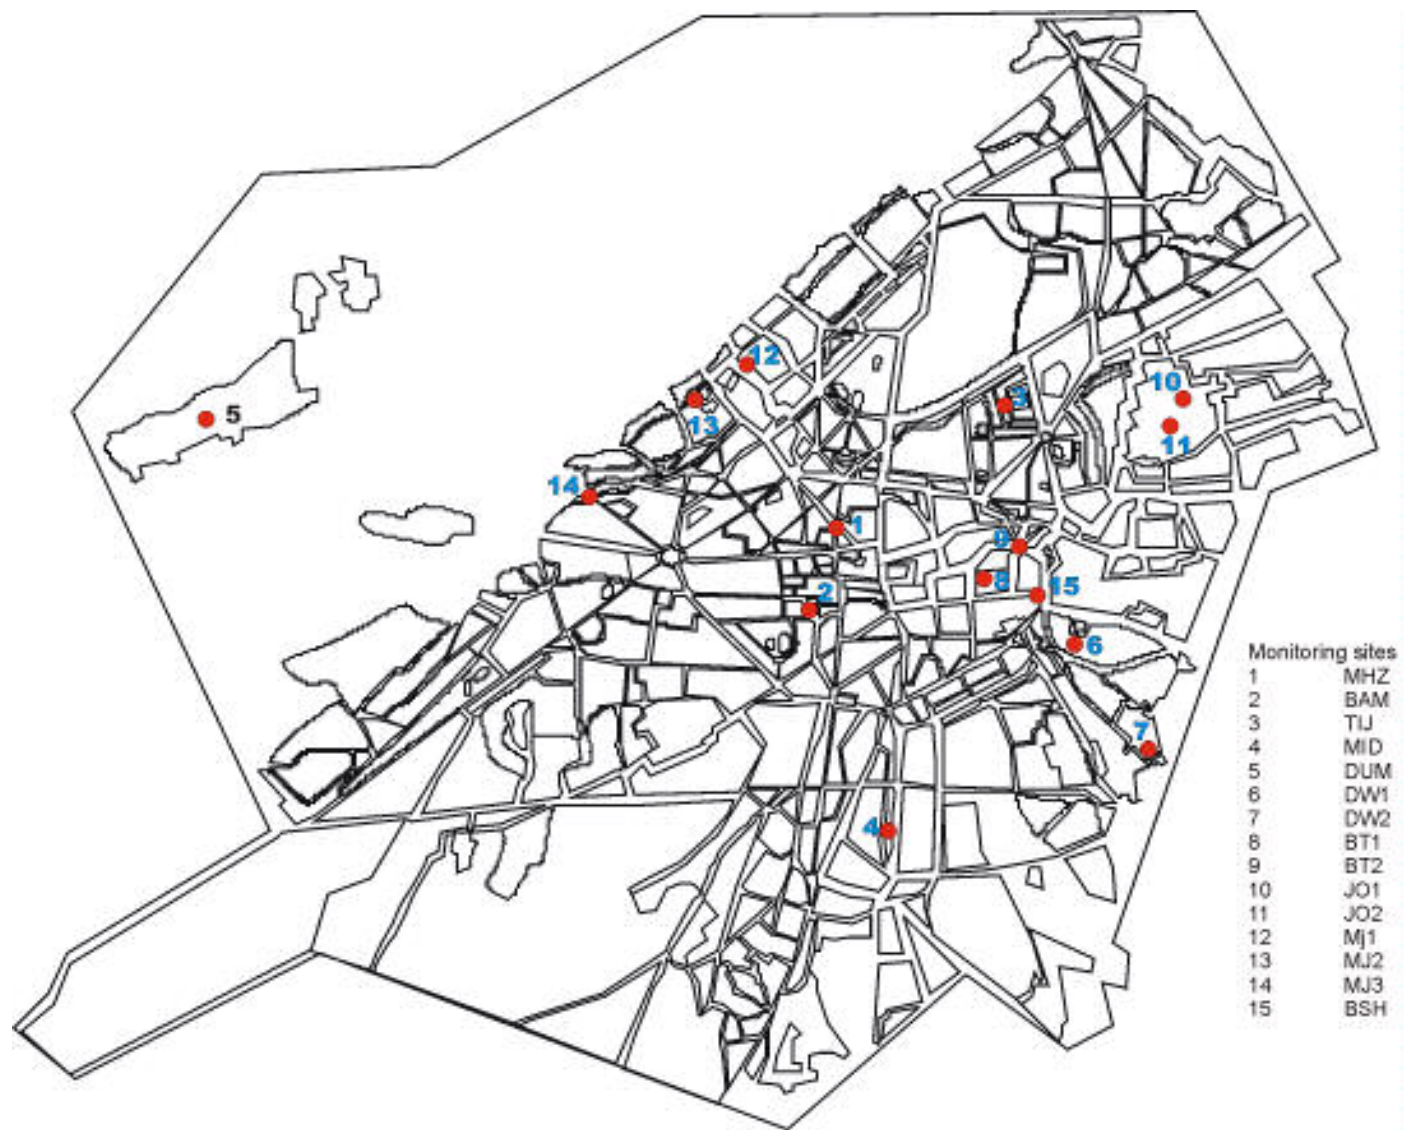 12
10
3
5
13
11
14
1
9
8
15
2
6
7
4
Monitoring sites
1 MHZ
2 BAM
3 TIJ
4 MID
5 DUM
6 DW1
7 DW2
8 BT1
9 BT2
10 JO1
11 JO2
12 Mj1
13 MJ2
14 MJ3
15 BSH